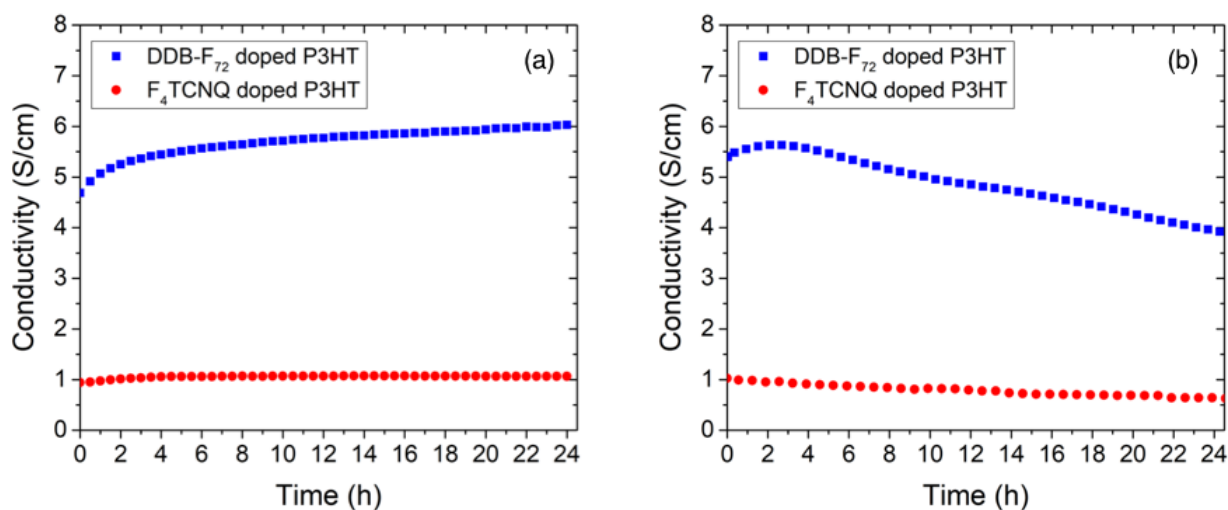 8
7
6
5
4
3
2
1
0
Conductivity (S/cm)
DDB-F₇₂ doped P3HT
F₄TCNQ doped P3HT
(a)
0 2 4 6 8 10 12 14 16 18 20 22 24
Time (h)
8
7
6
5
4
3
2
1
0
Conductivity (S/cm)
DDB-F₇₂ doped P3HT
F₄TCNQ doped P3HT
(b)
0 2 4 6 8 10 12 14 16 18 20 22 24
Time (h)